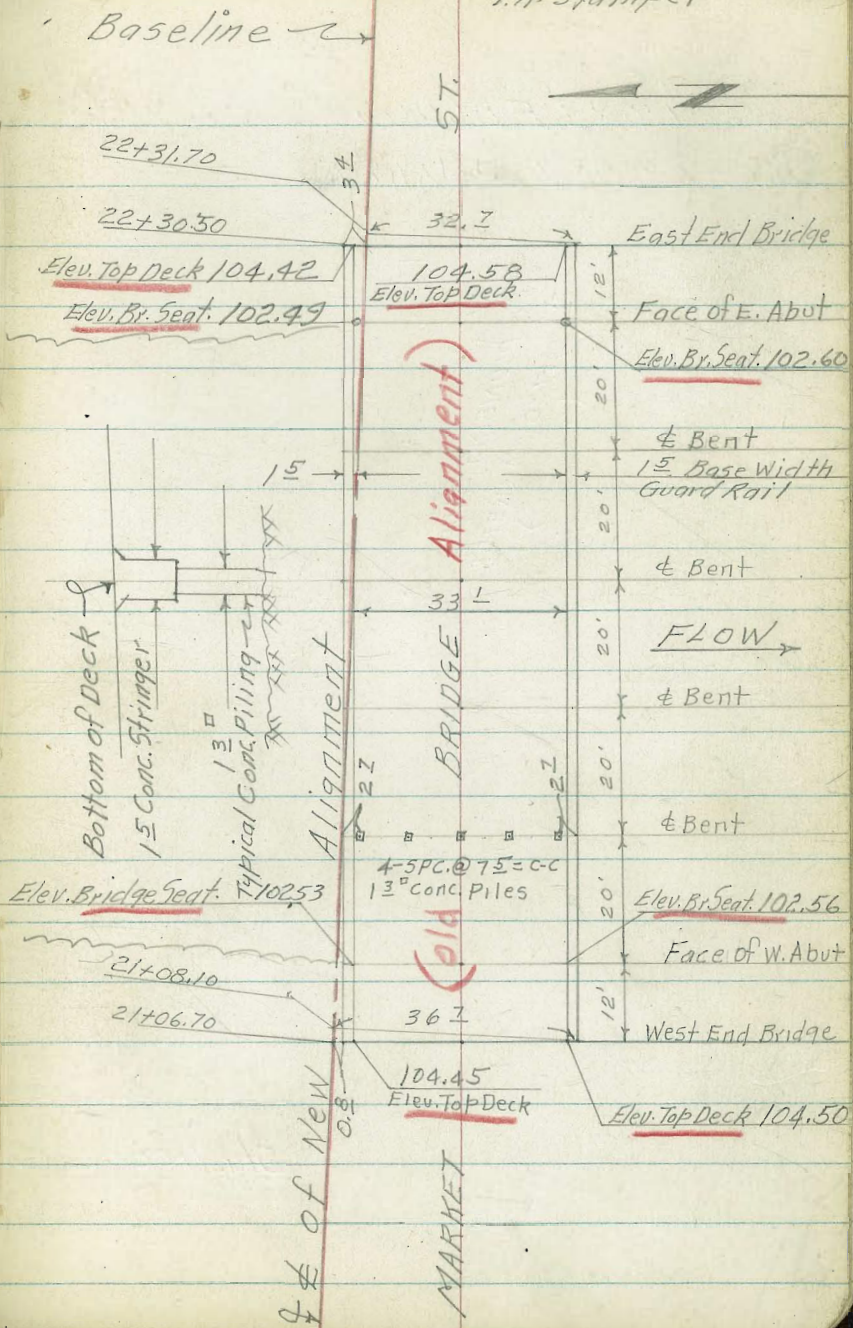 Baseline
ST.
22+31.70
3 4
22+30.50
32.7
East End Bridge
Elev. Top Deck 104.42
104.58
Elev. Top Deck
12'
Elev. Br. Seat. 102.49
Face of E. Abut
Elev. Br. Seat. 102.60
20'
₵ Bent
1 5
1 5 Base Width
Guard Rail
Alignment)
20'
₵ Bent
33 1
20'
FLOW
Bottom of Deck
1 5 Conc. Stringer
1 3 □
Typical Conc. Piling
Alignment
BRIDGE
₵ Bent
20'
2 7
2 7
₵ Bent
4-SPC. @ 7 5 = C-C
1 3 □ Conc. Piles
Elev. Bridge Seat. 102.53
(old
20'
Elev. Br. Seat. 102.56
Face of W. Abut
21+08.10
21+06.70
36 7
12'
West End Bridge
104.45
Elev. Top Deck
Elev. Top Deck 104.50
0.8
& ₵ of New
MARKET